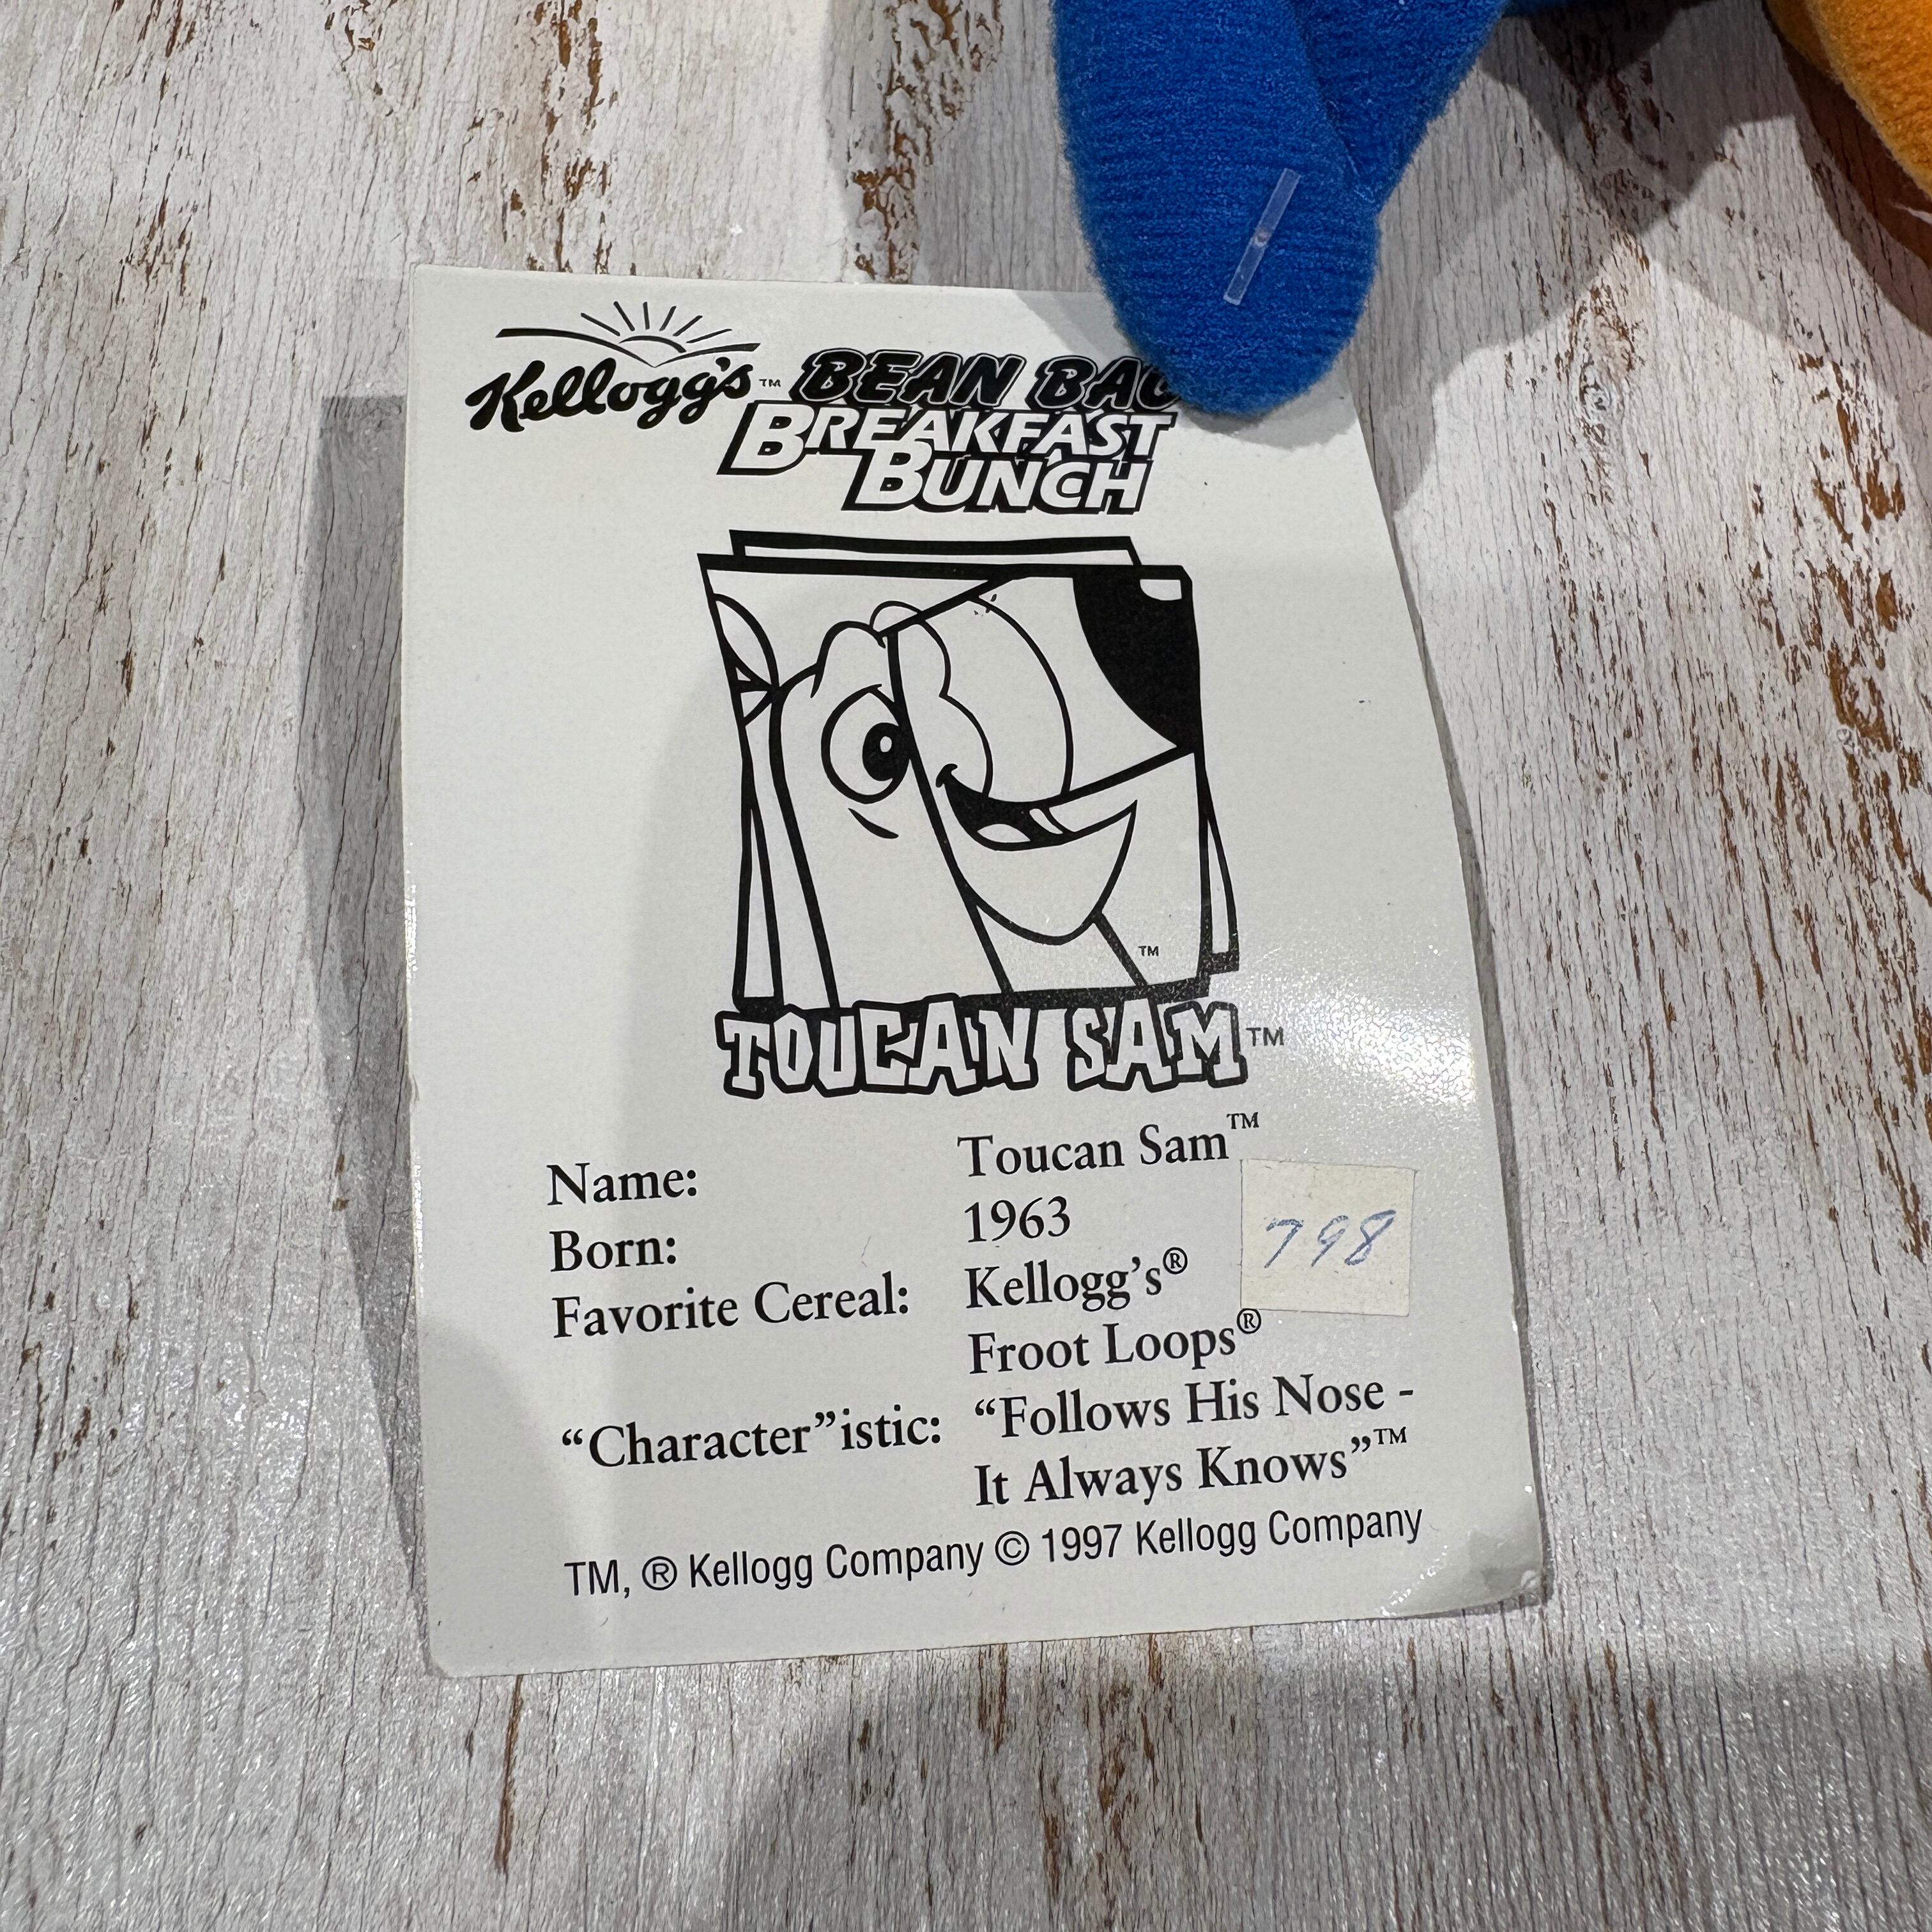 Kellogg's™ BEAN BAG
BREAKFAST
BUNCH
™
TOUCAN SAM™
Name: Toucan Sam™
Born: 1963
798
Favorite Cereal: Kellogg's®
Froot Loops®
“Character”istic: “Follows His Nose -
It Always Knows”™
TM, ® Kellogg Company © 1997 Kellogg Company